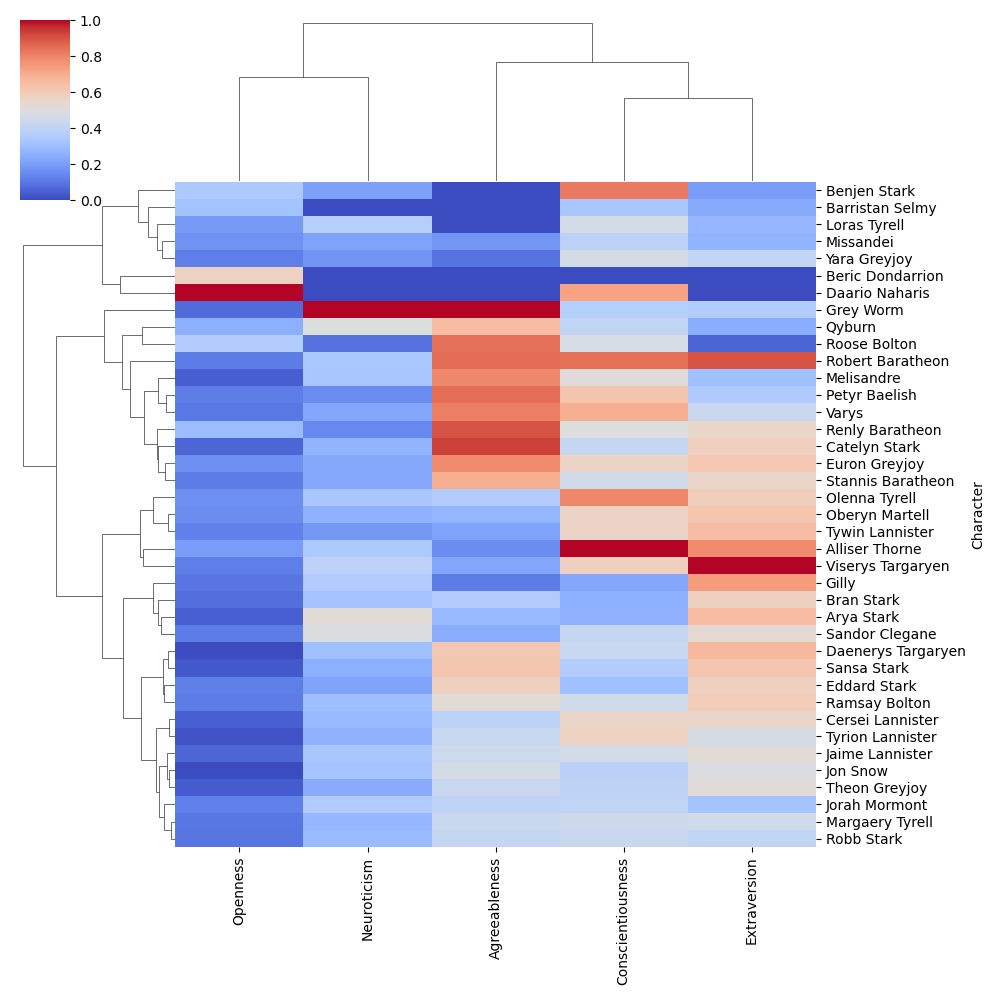 1.0
0.8
0.6
0.4
0.2
0.0
Benjen Stark
Barristan Selmy
Loras Tyrell
Missandei
Yara Greyjoy
Beric Dondarrion
Daario Naharis
Grey Worm
Qyburn
Roose Bolton
Robert Baratheon
Melisandre
Petyr Baelish
Varys
Renly Baratheon
Catelyn Stark
Euron Greyjoy
Stannis Baratheon
Olenna Tyrell
Oberyn Martell
Tywin Lannister
Alliser Thorne
Viserys Targaryen
Gilly
Bran Stark
Arya Stark
Sandor Clegane
Daenerys Targaryen
Sansa Stark
Eddard Stark
Ramsay Bolton
Cersei Lannister
Tyrion Lannister
Jaime Lannister
Jon Snow
Theon Greyjoy
Jorah Mormont
Margaery Tyrell
Robb Stark
Character
Openness
Neuroticism
Agreeableness
Conscientiousness
Extraversion